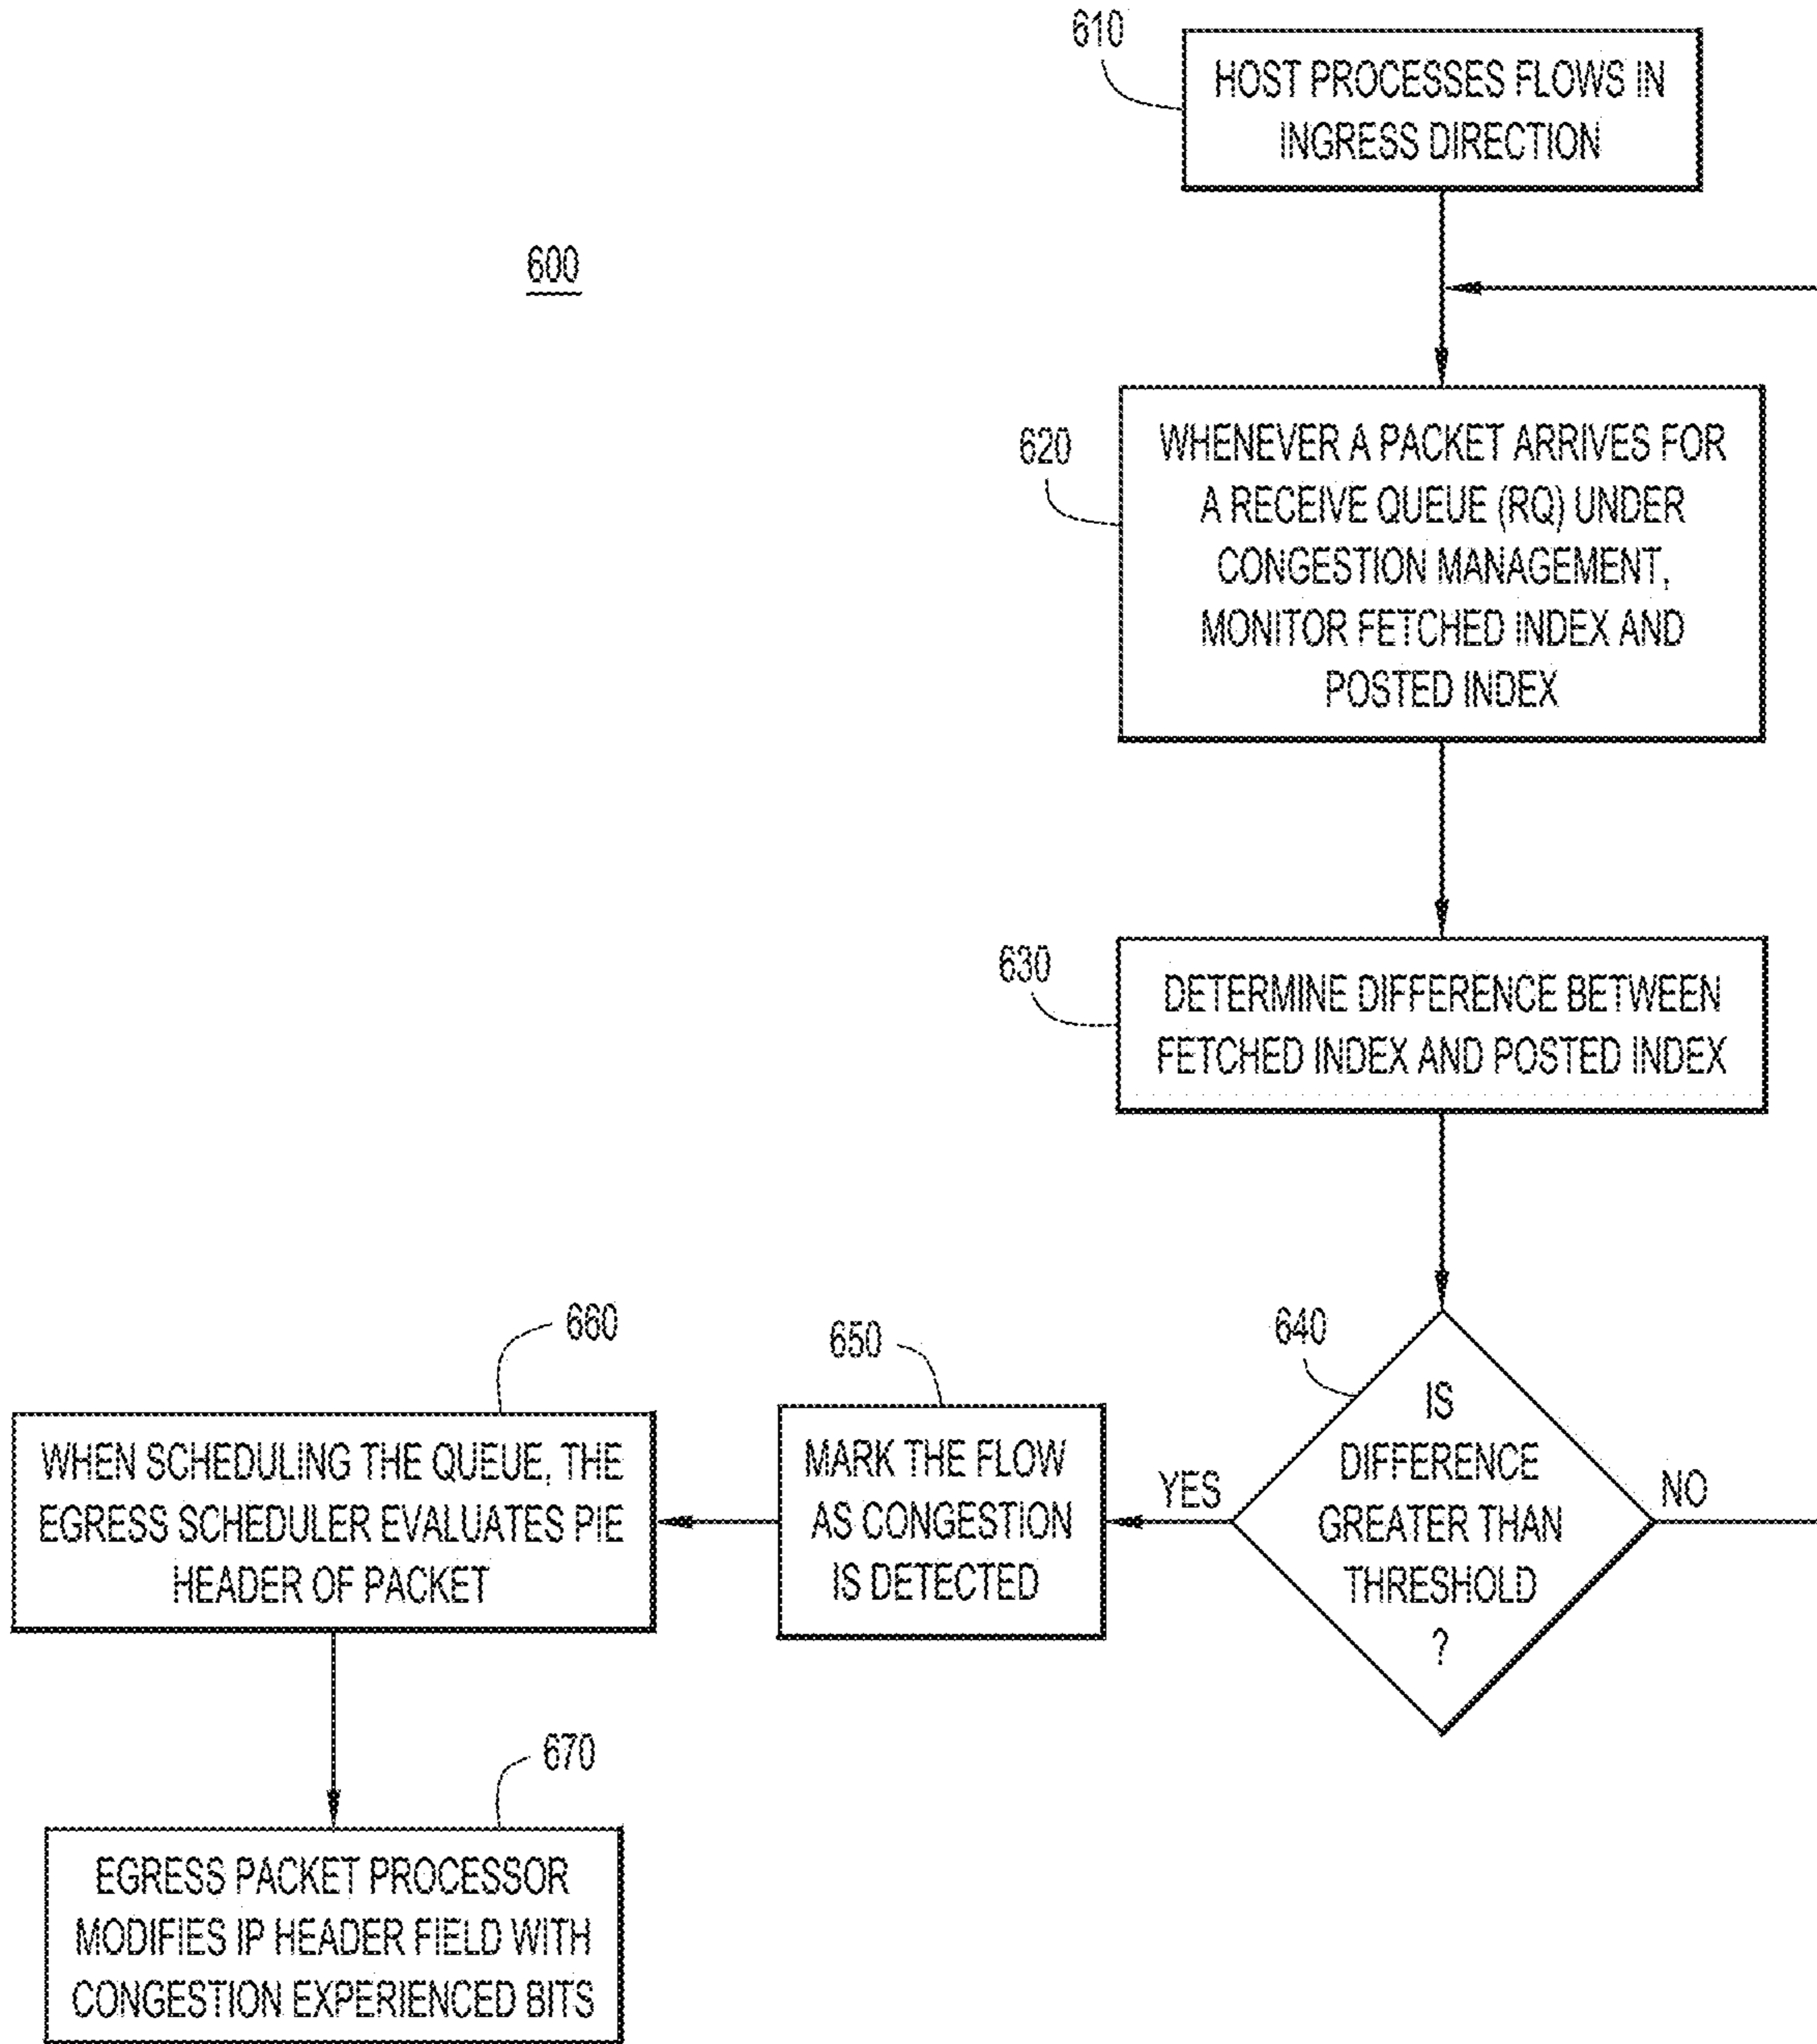 610
HOST PROCESSES FLOWS IN
INGRESS DIRECTION
600
620
WHENEVER A PACKET ARRIVES FOR
A RECEIVE QUEUE (RQ) UNDER
CONGESTION MANAGEMENT,
MONITOR FETCHED INDEX AND
POSTED INDEX
630
DETERMINE DIFFERENCE BETWEEN
FETCHED INDEX AND POSTED INDEX
640
IS
DIFFERENCE
GREATER THAN
THRESHOLD
?
YES
NO
650
MARK THE FLOW
AS CONGESTION
IS DETECTED
660
WHEN SCHEDULING THE QUEUE, THE
EGRESS SCHEDULER EVALUATES PIE
HEADER OF PACKET
670
EGRESS PACKET PROCESSOR
MODIFIES IP HEADER FIELD WITH
CONGESTION EXPERIENCED BITS